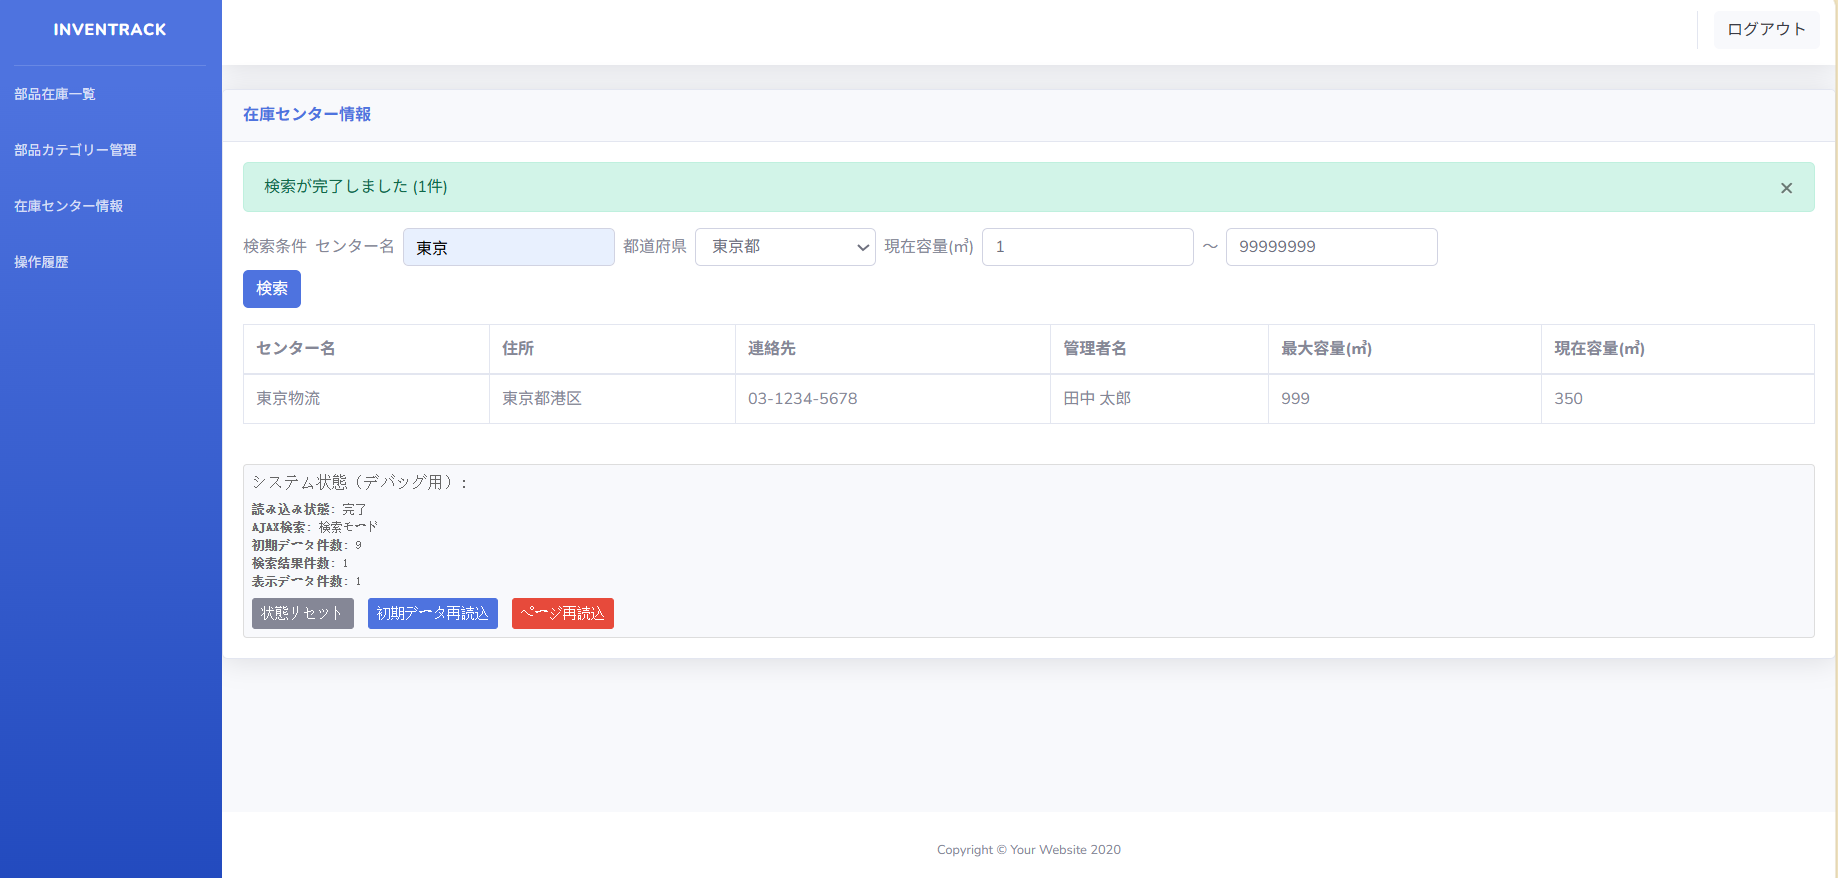 INVENTRACK
ログアウト
部品在庫一覧
部品カテゴリー管理
在庫センター情報
操作履歴
在庫センター情報
検索が完了しました (1件)
×
検索条件 センター名 東京 都道府県 東京都 現在容量(㎥) 1 ～ 99999999
検索
センター名 住所 連絡先 管理者名 最大容量(㎥) 現在容量(㎥)
東京物流 東京都港区 03-1234-5678 田中 太郎 999 350
システム状態（デバッグ用）:
読み込み状態: 完了
AJAX検索: 検索モード
初期データ件数: 9
検索結果件数: 1
表示データ件数: 1
状態リセット 初期データ再読込 ページ再読込
Copyright © Your Website 2020